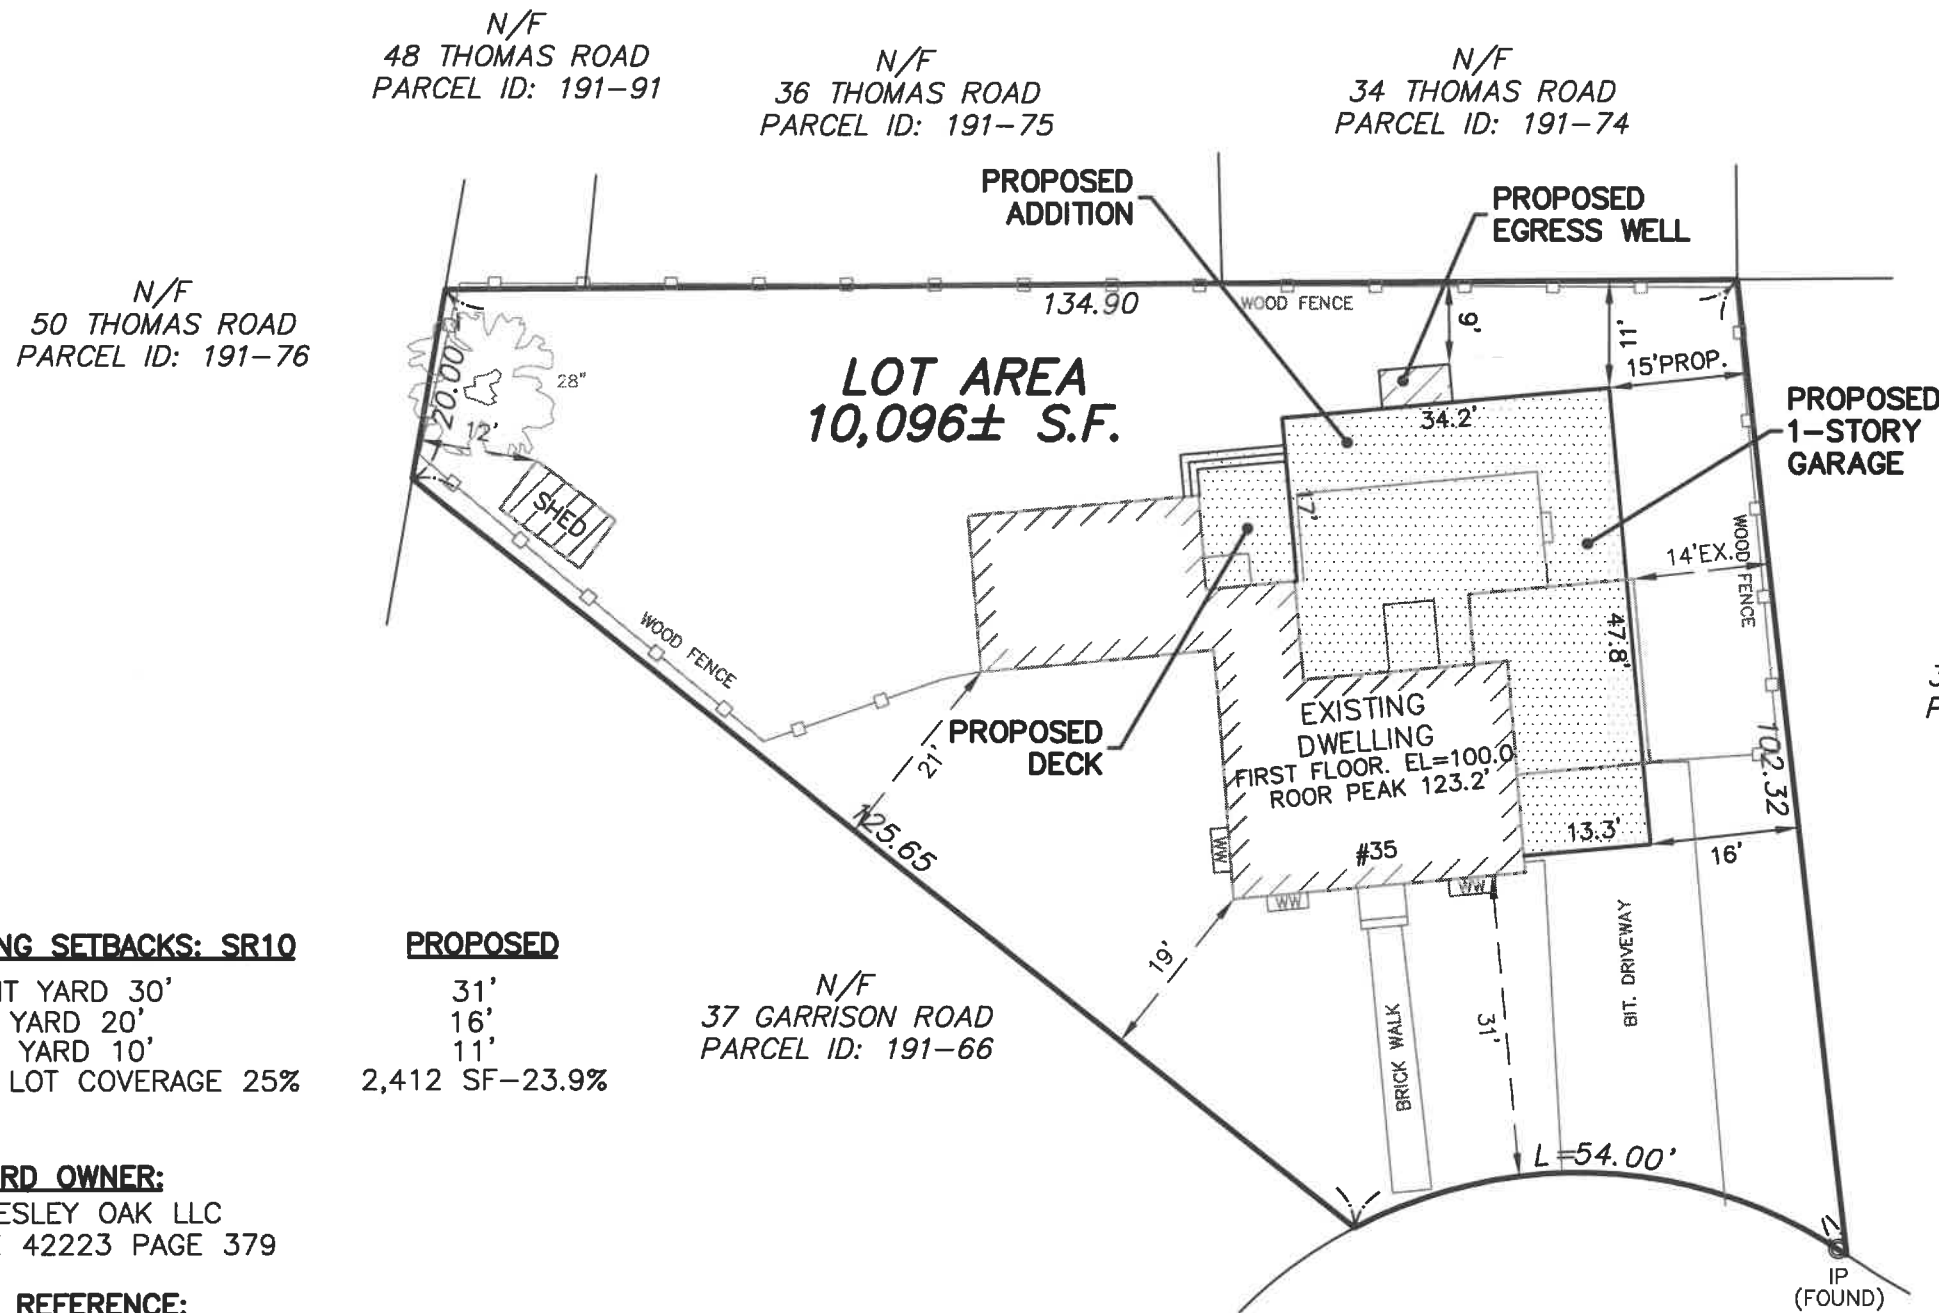 N/F
48 THOMAS ROAD
PARCEL ID: 191-91
N/F
36 THOMAS ROAD
PARCEL ID: 191-75
N/F
34 THOMAS ROAD
PARCEL ID: 191-74
PROPOSED
ADDITION
PROPOSED
EGRESS WELL
N/F
50 THOMAS ROAD
PARCEL ID: 191-76
134.90
WOOD FENCE
9'
11'
15'PROP.
20.00
28"
12'
SHED
LOT AREA
10,096± S.F.
34.2'
PROPOSED
1-STORY
GARAGE
7'
14'EX.
WOOD FENCE
WOOD FENCE
47.8'
102.32
PROPOSED
DECK
21'
125.65
EXISTING
DWELLING
FIRST FLOOR. EL=100.0
ROOR PEAK 123.2'
#35
13.3'
16'
WW
WW
WW
19'
31'
BRICK WALK
BIT. DRIVEWAY
L=54.00'
IP
(FOUND)
N/F
37 GARRISON ROAD
PARCEL ID: 191-66
NG SETBACKS: SR10
PROPOSED
T YARD 30'
31'
YARD 20'
16'
YARD 10'
11'
LOT COVERAGE 25%
2,412 SF-23.9%
RD OWNER:
ESLEY OAK LLC
42223 PAGE 379
REFERENCE: